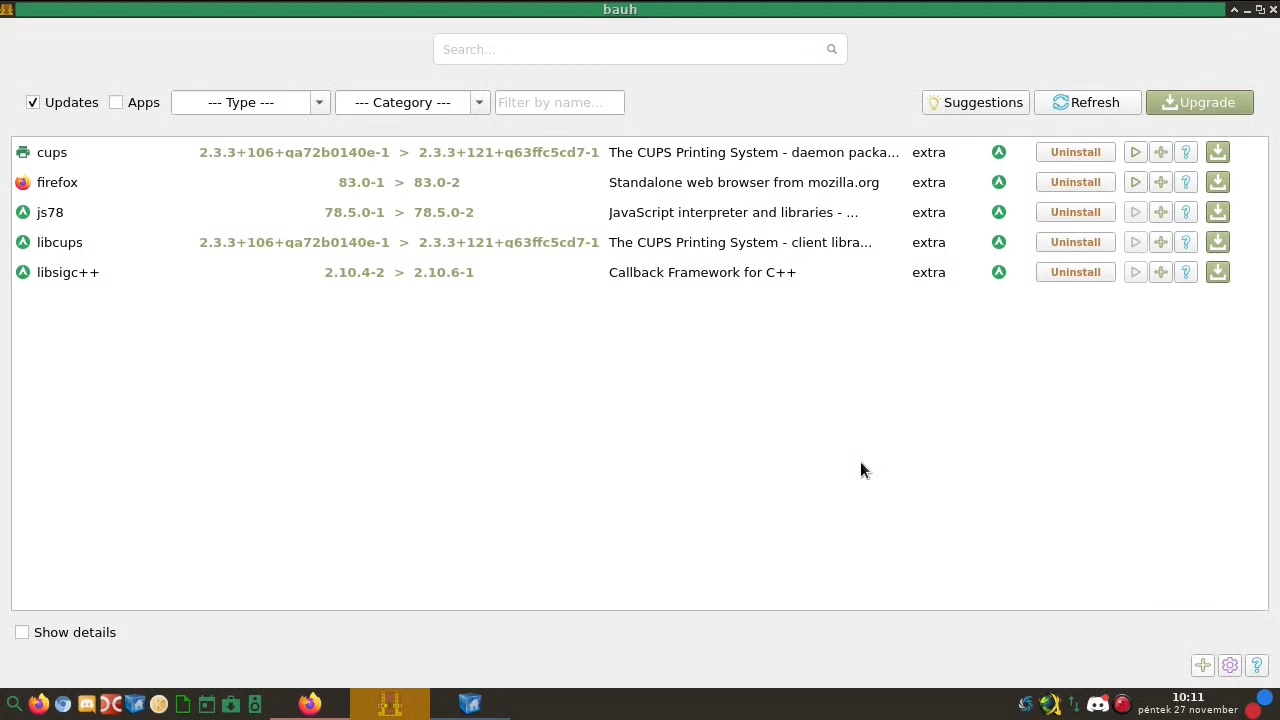 bauh
Search...
Updates Apps --- Type --- --- Category --- Filter by name... Suggestions Refresh Upgrade
cups 2.3.3+106+ga72b0140e-1 > 2.3.3+121+g63ffc5cd7-1 The CUPS Printing System - daemon packa... extra Uninstall ?
firefox 83.0-1 > 83.0-2 Standalone web browser from mozilla.org extra Uninstall ?
js78 78.5.0-1 > 78.5.0-2 JavaScript interpreter and libraries - ... extra Uninstall ?
libcups 2.3.3+106+ga72b0140e-1 > 2.3.3+121+g63ffc5cd7-1 The CUPS Printing System - client libra... extra Uninstall ?
libsigc++ 2.10.4-2 > 2.10.6-1 Callback Framework for C++ extra Uninstall ?
Show details
?
10:11
péntek 27 november